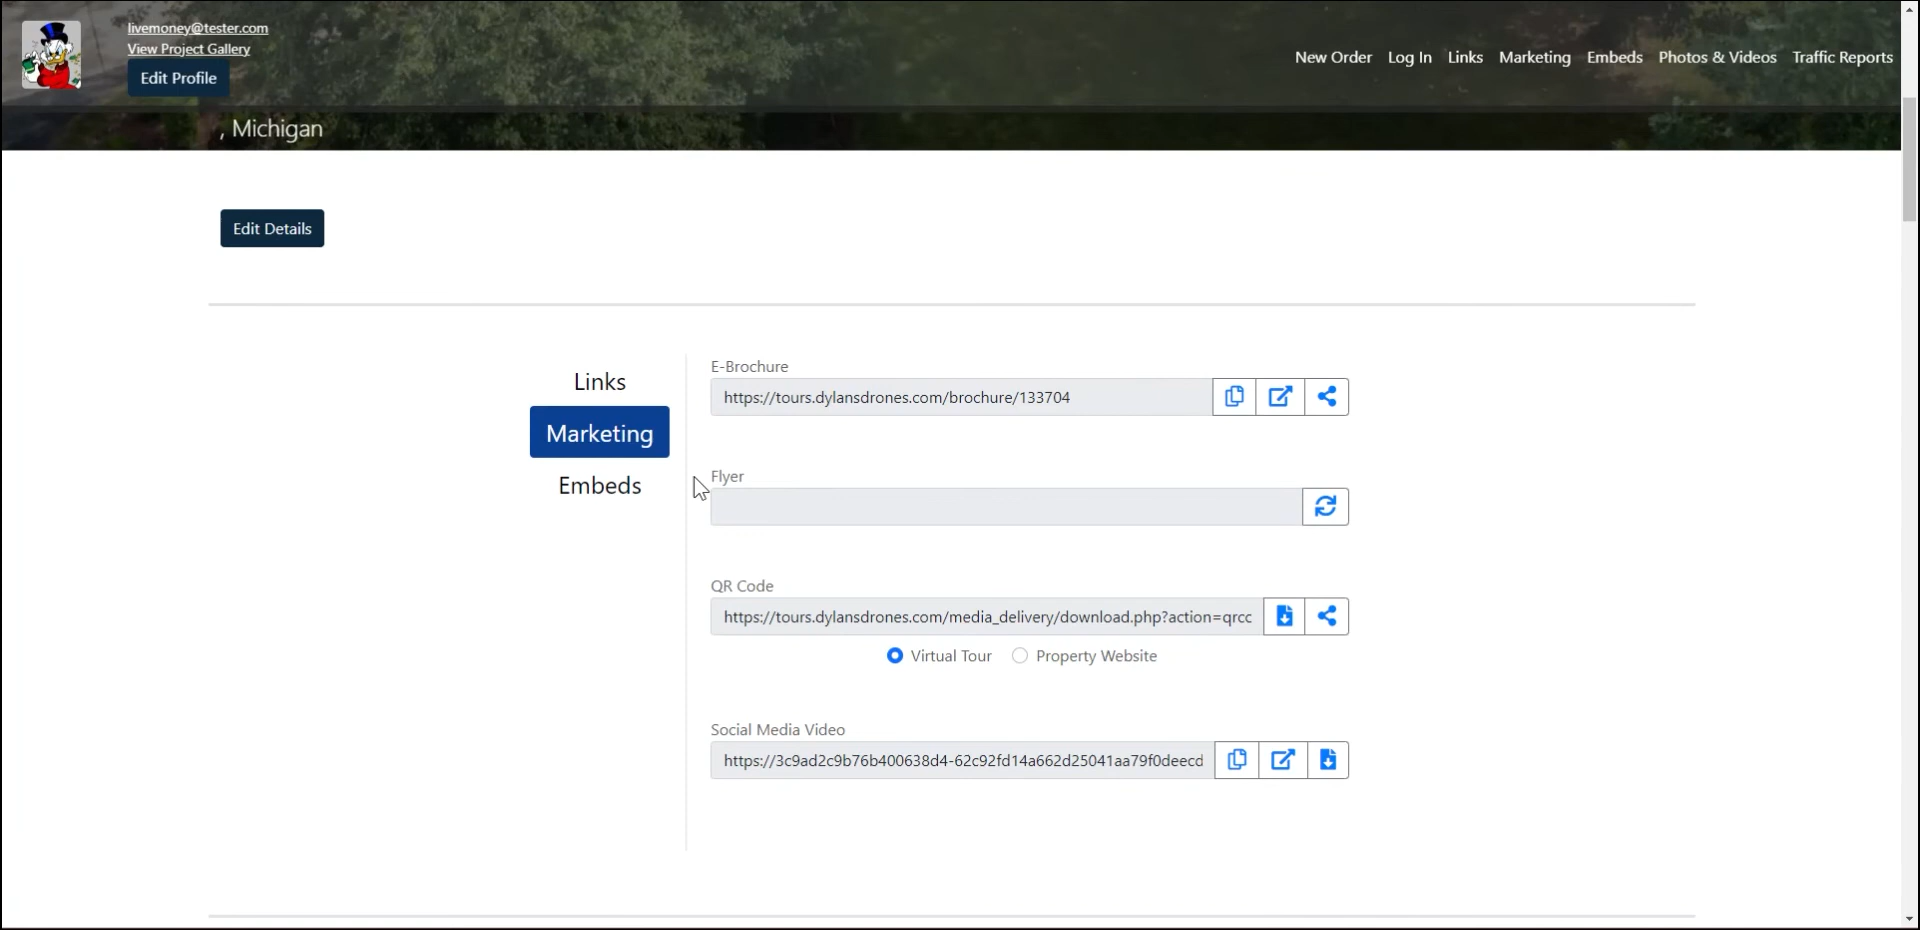 livemoney@tester.com
View Project Gallery
Edit Profile
New Order Log In Links Marketing Embeds Photos & Videos Traffic Reports
, Michigan
Edit Details
Links
Marketing
Embeds
E-Brochure
https://tours.dylansdrones.com/brochure/133704
Flyer
QR Code
https://tours.dylansdrones.com/media_delivery/download.php?action=qrcc
Virtual Tour Property Website
Social Media Video
https://3c9ad2c9b76b400638d4-62c92fd14a662d25041aa79f0deecd